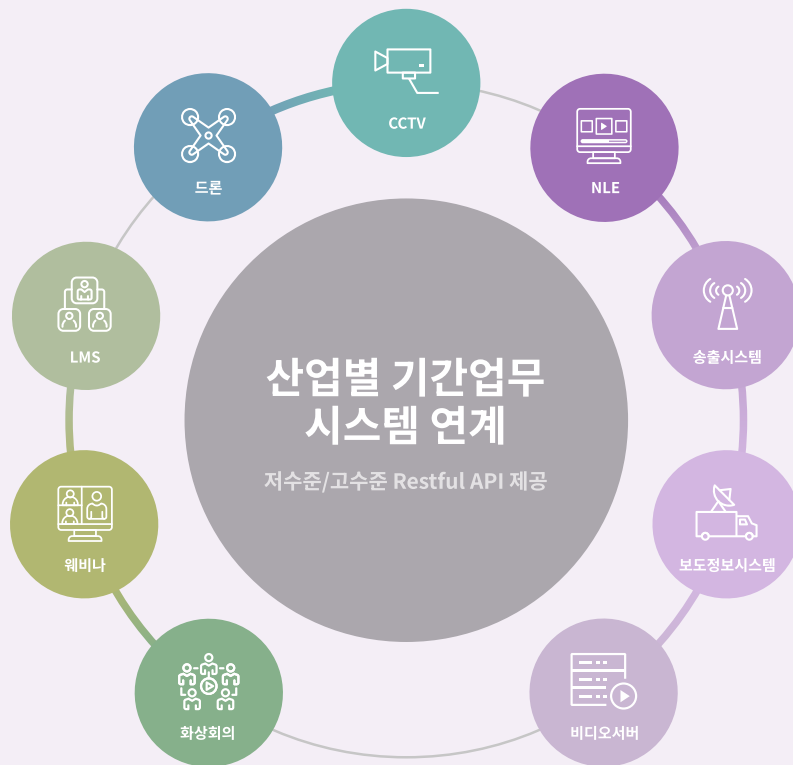 CCTV
드론
NLE
LMS
송출시스템
산업별 기간업무
시스템 연계
저수준/고수준 Restful API 제공
웨비나
보도정보시스템
화상회의
비디오서버